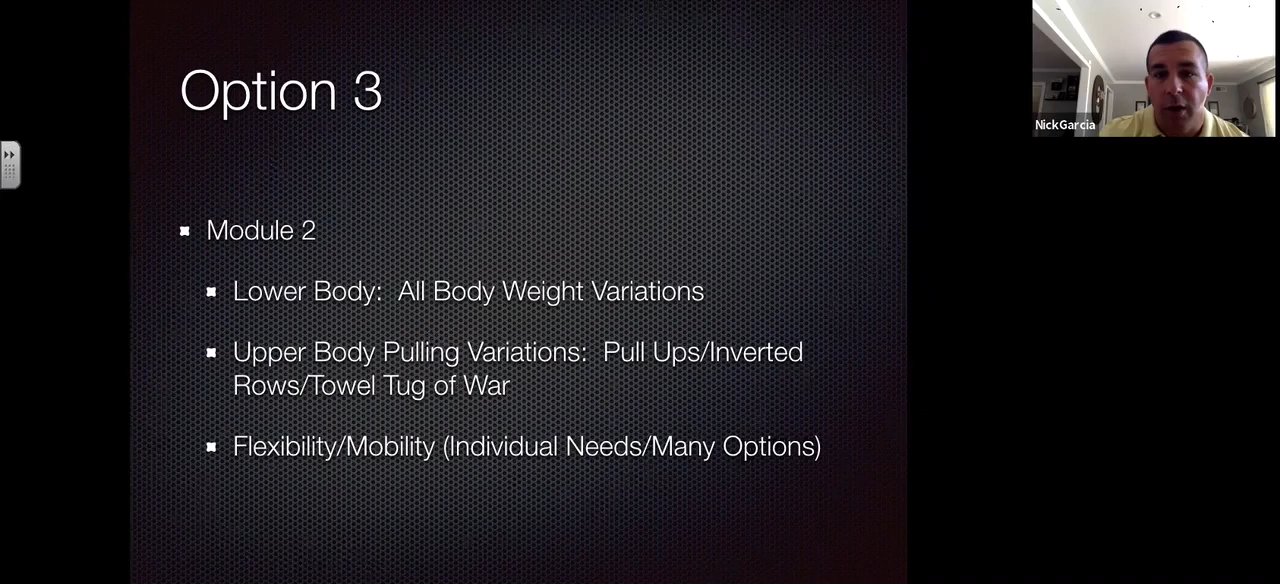 Option 3
NickGarcia
Module 2
Lower Body:  All Body Weight Variations
Upper Body Pulling Variations:  Pull Ups/Inverted
Rows/Towel Tug of War
Flexibility/Mobility (Individual Needs/Many Options)